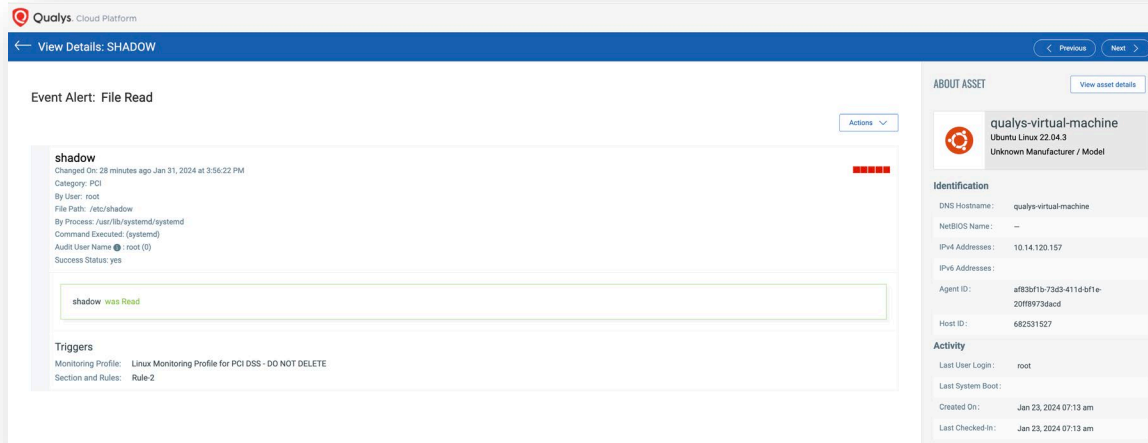 Qualys. Cloud Platform
View Details: SHADOW
Previous
Next
Event Alert: File Read
Actions
shadow
Changed On: 28 minutes ago Jan 31, 2024 at 3:56:22 PM
Category: PCI
By User: root
File Path: /etc/shadow
By Process: /usr/lib/systemd/systemd
Command Executed: (systemd)
Audit User Name i : root (0)
Success Status: yes
shadow was Read
Triggers
Monitoring Profile: Linux Monitoring Profile for PCI DSS - DO NOT DELETE
Section and Rules: Rule-2
ABOUT ASSET
View asset details
qualys-virtual-machine
Ubuntu Linux 22.04.3
Unknown Manufacturer / Model
Identification
DNS Hostname: qualys-virtual-machine
NetBIOS Name: –
IPv4 Addresses: 10.14.120.157
IPv6 Addresses:
Agent ID: af83bf1b-73d3-411d-bf1e-
20ff8973dacd
Host ID: 682531527
Activity
Last User Login: root
Last System Boot:
Created On: Jan 23, 2024 07:13 am
Last Checked-In: Jan 23, 2024 07:13 am